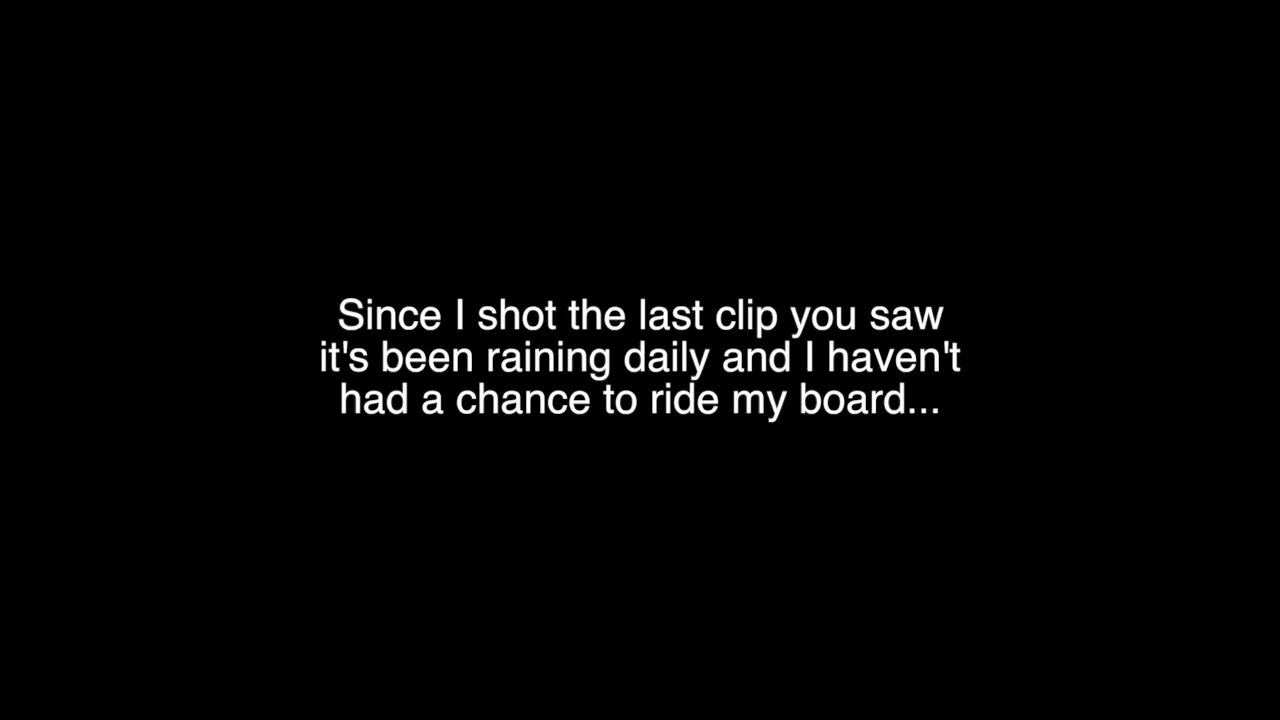 Since I shot the last clip you saw
it's been raining daily and I haven't
had a chance to ride my board...